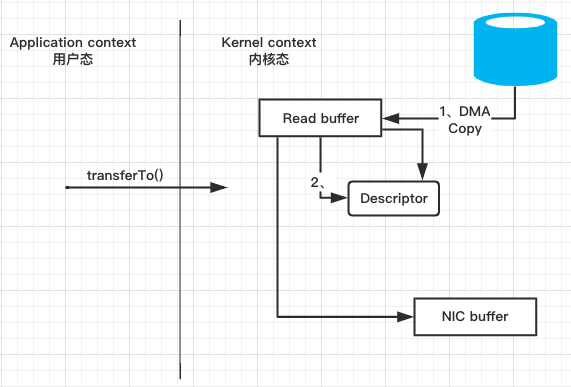 Application context
用户态
Kernel context
内核态
1、DMA
Copy
Read buffer
transferTo()
2、
Descriptor
NIC buffer